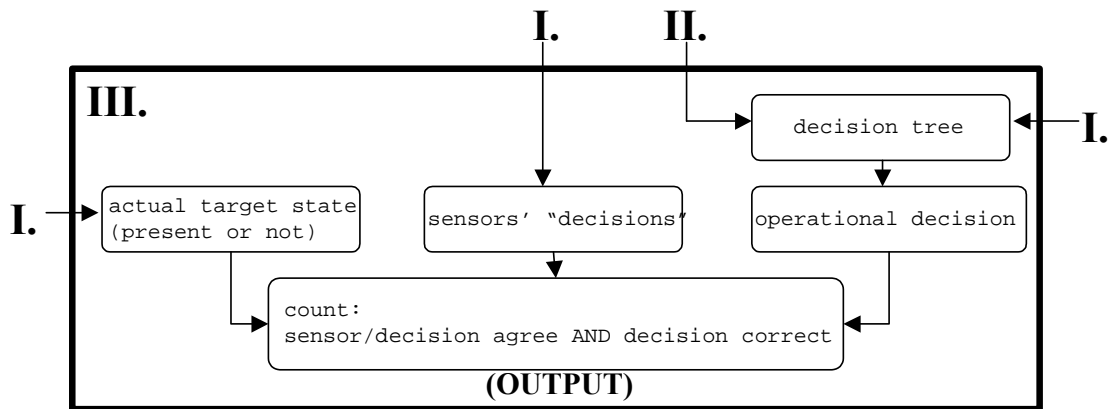 I.
II.
III.
decision tree
I.
I.
actual target state
(present or not)
sensors’ “decisions”
operational decision
count:
sensor/decision agree AND decision correct
(OUTPUT)